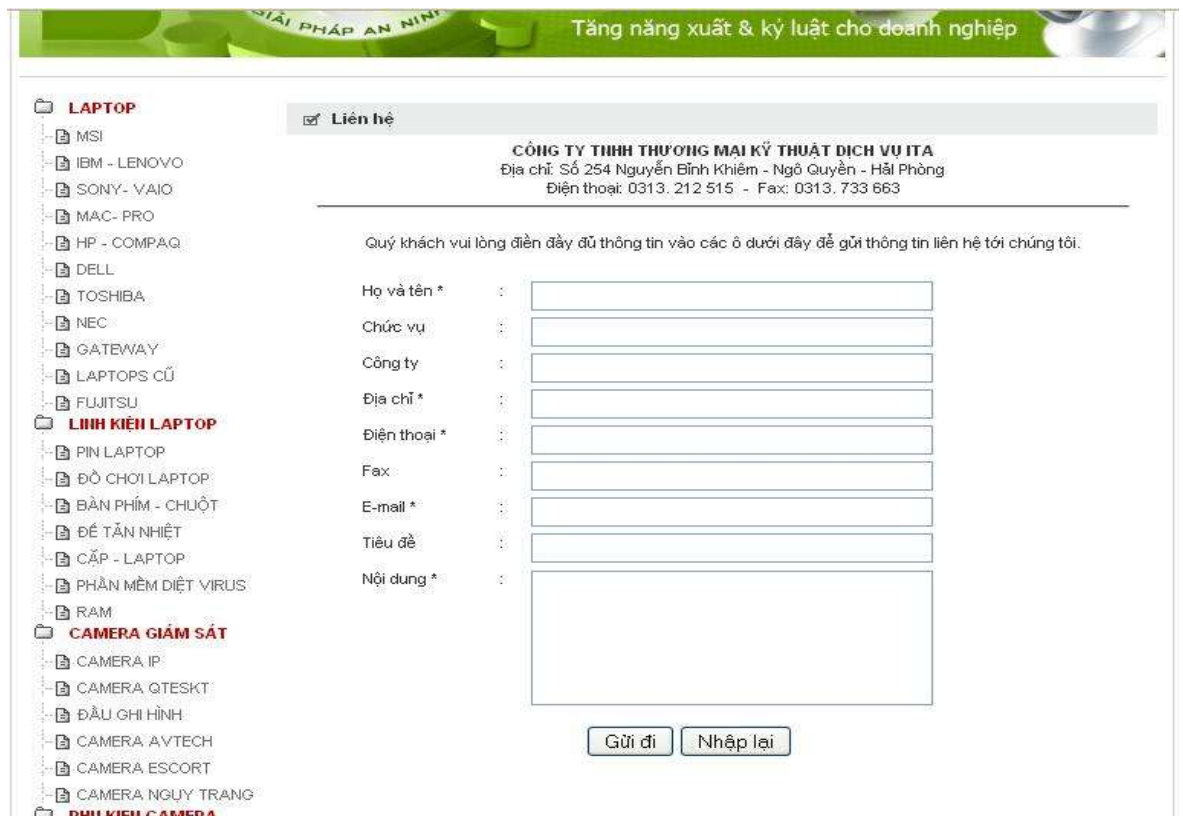 GIẢI PHÁP AN NINH
Tăng năng xuất & kỷ luật cho doanh nghiệp
LAPTOP
MSI
IBM - LENOVO
SONY- VAIO
MAC- PRO
HP - COMPAQ
DELL
TOSHIBA
NEC
GATEWAY
LAPTOPS CŨ
FUJITSU
LINH KIỆN LAPTOP
PIN LAPTOP
ĐỒ CHƠI LAPTOP
BÀN PHÍM - CHUỘT
ĐẾ TẢN NHIỆT
CẶP - LAPTOP
PHẦN MỀM DIỆT VIRUS
RAM
CAMERA GIÁM SÁT
CAMERA IP
CAMERA QTESKT
ĐẦU GHI HÌNH
CAMERA AVTECH
CAMERA ESCORT
CAMERA NGỤY TRANG
PHỤ KIỆN CAMERA
Liên hệ
CÔNG TY TNHH THƯƠNG MẠI KỸ THUẬT DỊCH VỤ ITA
Địa chỉ: Số 254 Nguyễn Bỉnh Khiêm - Ngô Quyền - Hải Phòng
Điện thoại: 0313. 212 515 - Fax: 0313. 733 663
Quý khách vui lòng điền đầy đủ thông tin vào các ô dưới đây để gửi thông tin liên hệ tới chúng tôi.
Họ và tên * :
Chức vụ :
Công ty :
Địa chỉ * :
Điện thoại * :
Fax :
E-mail * :
Tiêu đề :
Nội dung * :
Gửi đi Nhập lại